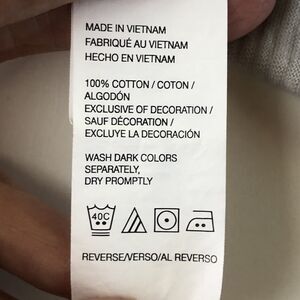 MADE IN VIETNAM
FABRIQUÉ AU VIETNAM
HECHO EN VIETNAM
100% COTTON / COTON /
ALGODÓN
EXCLUSIVE OF DECORATION /
SAUF DÉCORATION /
EXCLUYE LA DECORACIÓN
WASH DARK COLORS
SEPARATELY,
DRY PROMPTLY
40C
REVERSE/VERSO/AL REVERSO